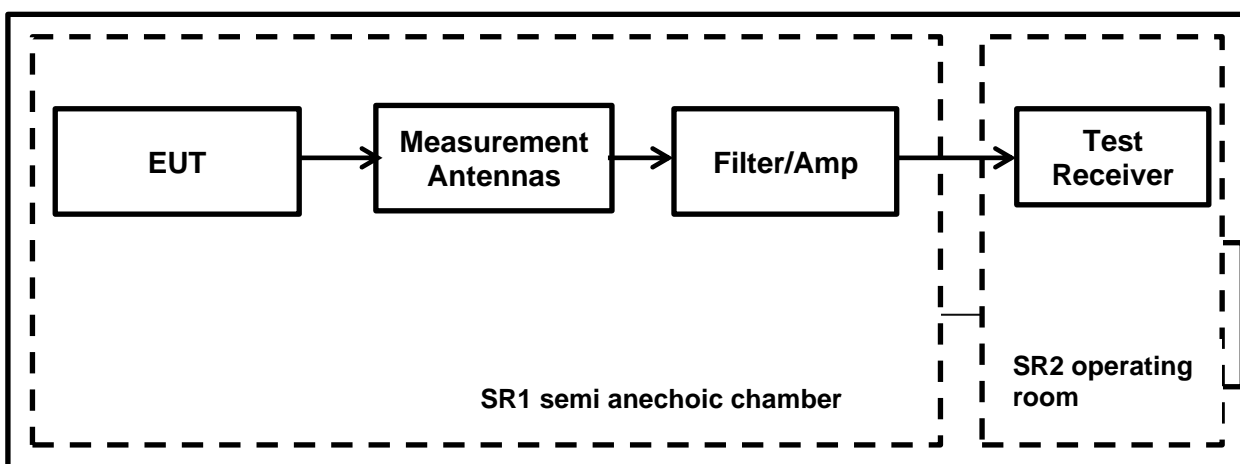 EUT
Measurement
Antennas
Filter/Amp
Test
Receiver
SR1 semi anechoic chamber
SR2 operating
room